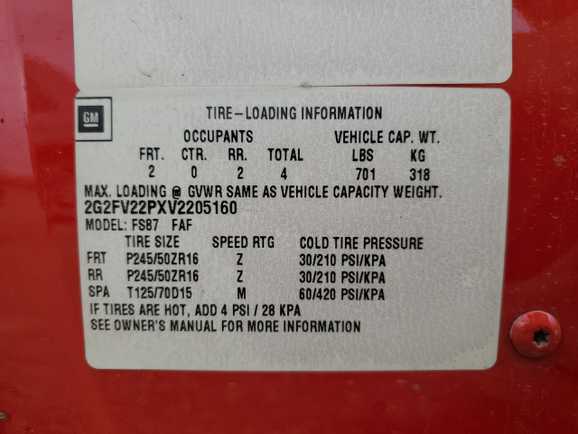 GM
TIRE-LOADING INFORMATION
OCCUPANTS VEHICLE CAP. WT.
FRT. CTR. RR. TOTAL LBS KG
2 0 2 4 701 318
MAX. LOADING @ GVWR SAME AS VEHICLE CAPACITY WEIGHT.
2G2FV22PXV2205160
MODEL: FS87 FAF
TIRE SIZE SPEED RTG COLD TIRE PRESSURE
FRT P245/50ZR16 Z 30/210 PSI/KPA
RR P245/50ZR16 Z 30/210 PSI/KPA
SPA T125/70D15 M 60/420 PSI/KPA
IF TIRES ARE HOT, ADD 4 PSI / 28 KPA
SEE OWNER'S MANUAL FOR MORE INFORMATION